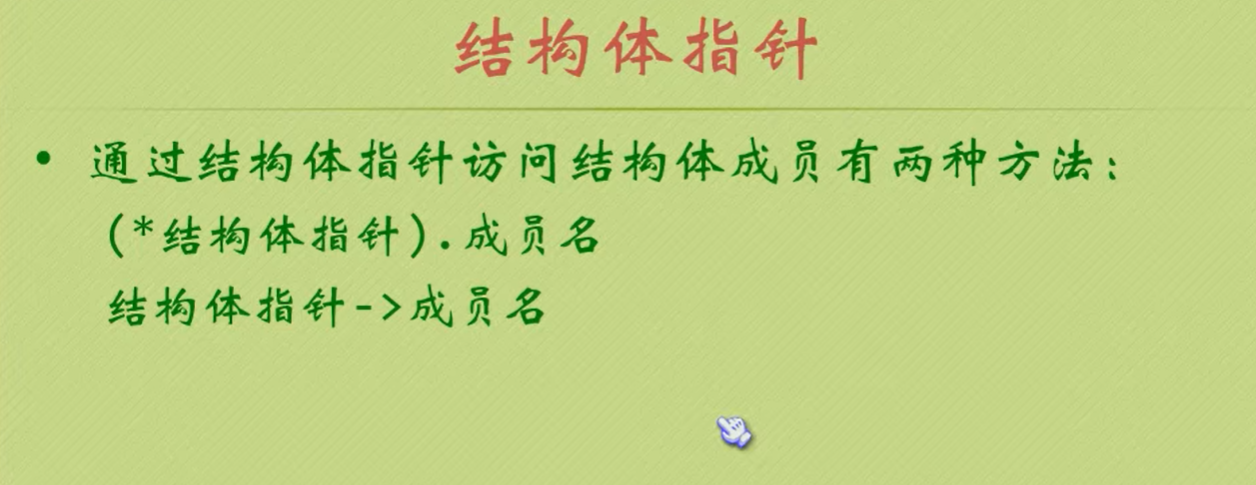 结构体指针
• 通过结构体指针访问结构体成员有两种方法：
(*结构体指针).成员名
结构体指针->成员名